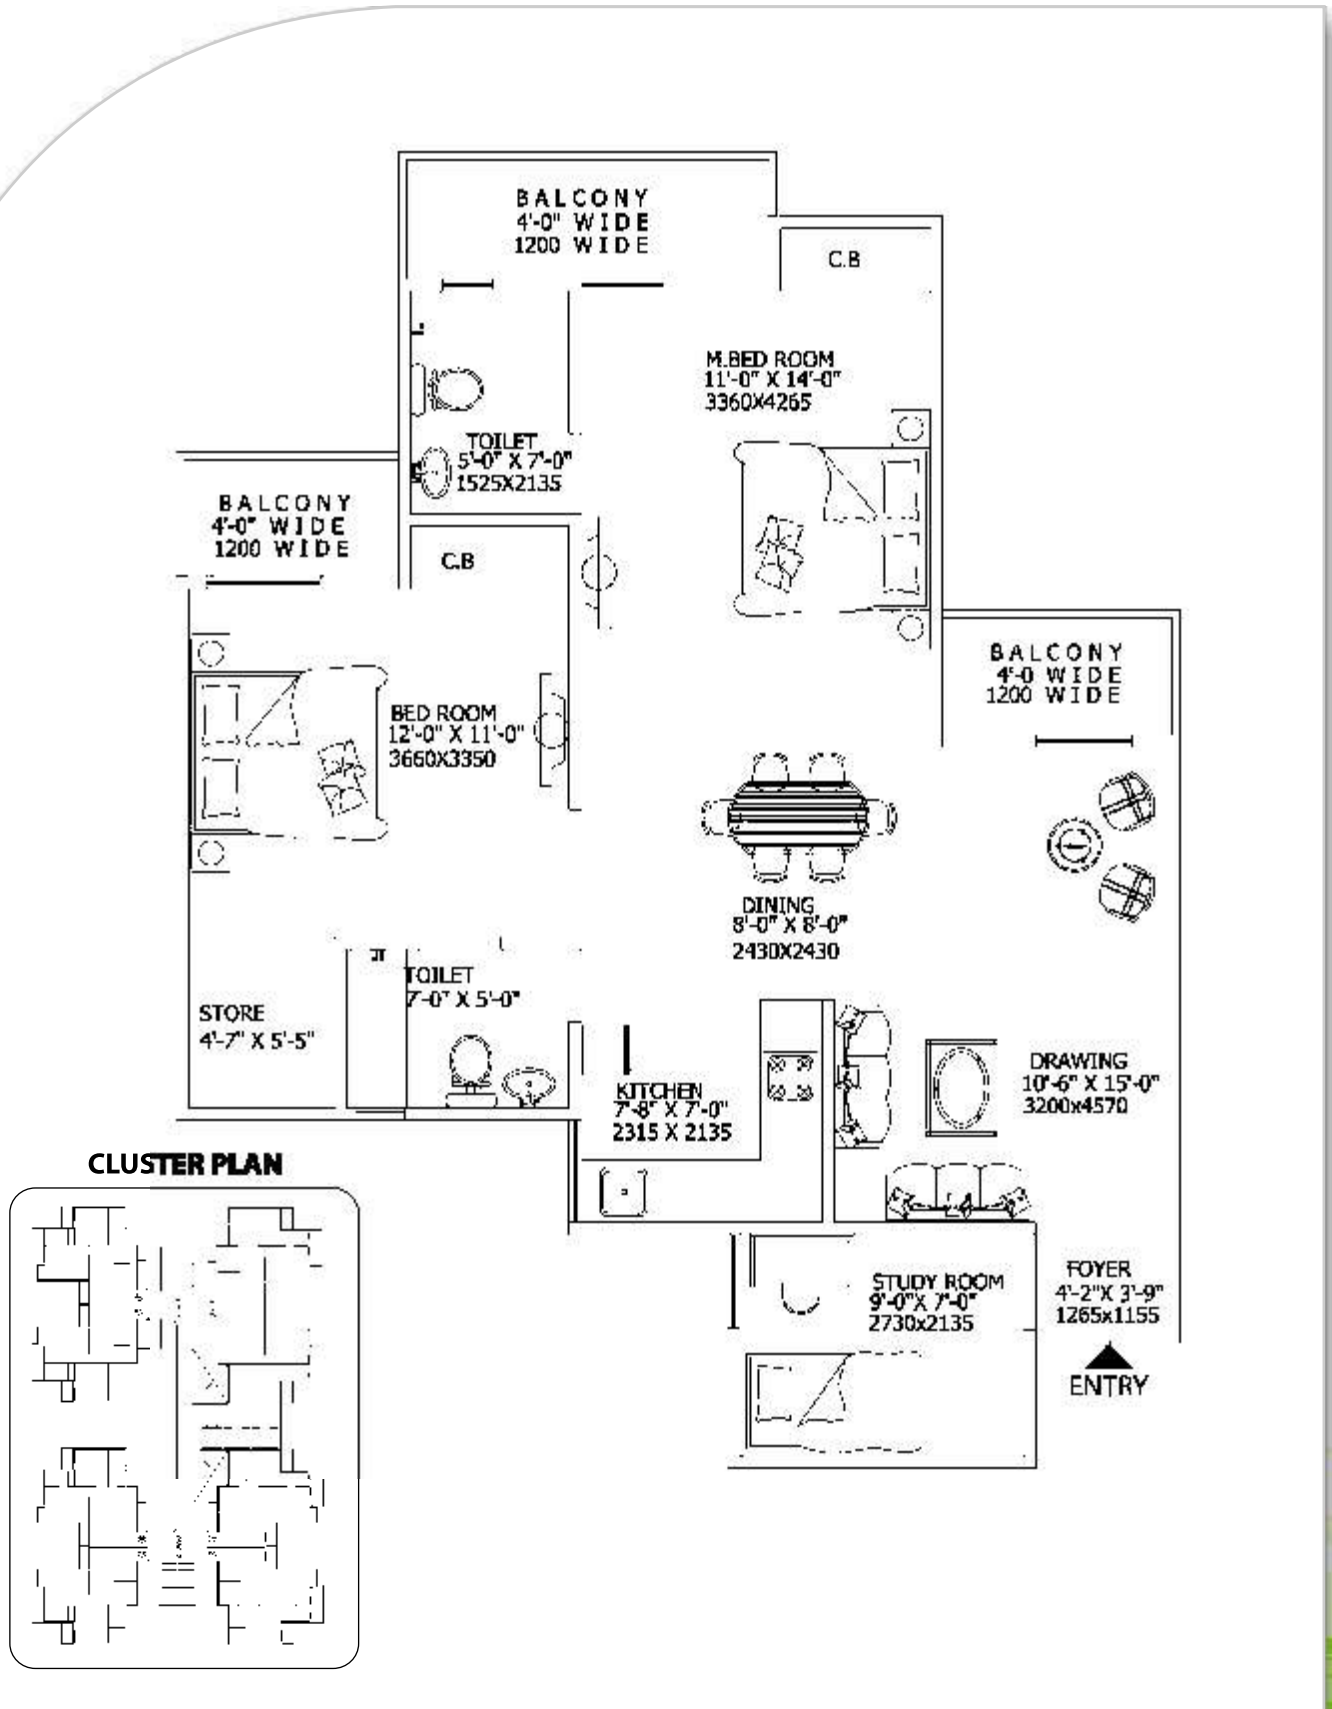 BALCONY
4'-0" WIDE
1200 WIDE
C.B
M.BED ROOM
11'-0" X 14'-0"
3360X4265
TOILET
5'-0" X 7'-0"
1525X2135
BALCONY
4'-0" WIDE
1200 WIDE
C.B
BALCONY
4'-0 WIDE
1200 WIDE
BED ROOM
12'-0" X 11'-0"
3660X3350
DINING
8'-0" X 8'-0"
2430X2430
TOILET
7'-0" X 5'-0"
STORE
4'-7" X 5'-5"
KITCHEN
7'-8" X 7'-0"
2315 X 2135
DRAWING
10'-6" X 15'-0"
3200x4570
CLUSTER PLAN
STUDY ROOM
9'-0"X 7'-0"
2730x2135
FOYER
4'-2"X 3'-9"
1265x1155
ENTRY